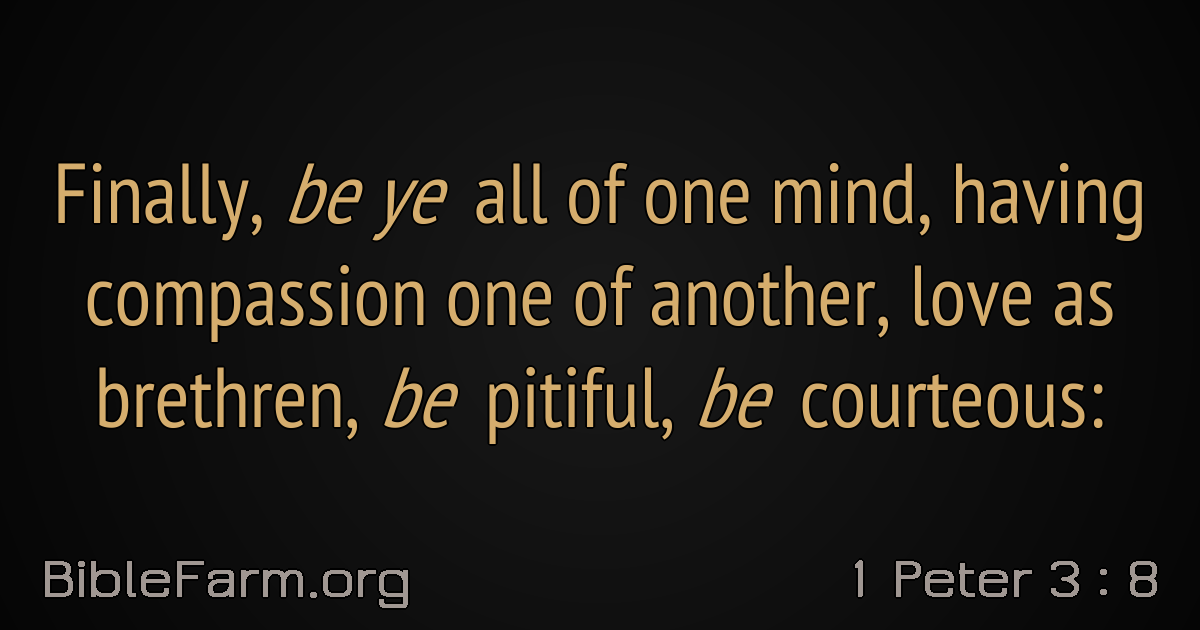 Finally, be ye all of one mind, having
compassion one of another, love as
brethren, be pitiful, be courteous:
BibleFarm.org
1 Peter 3 : 8